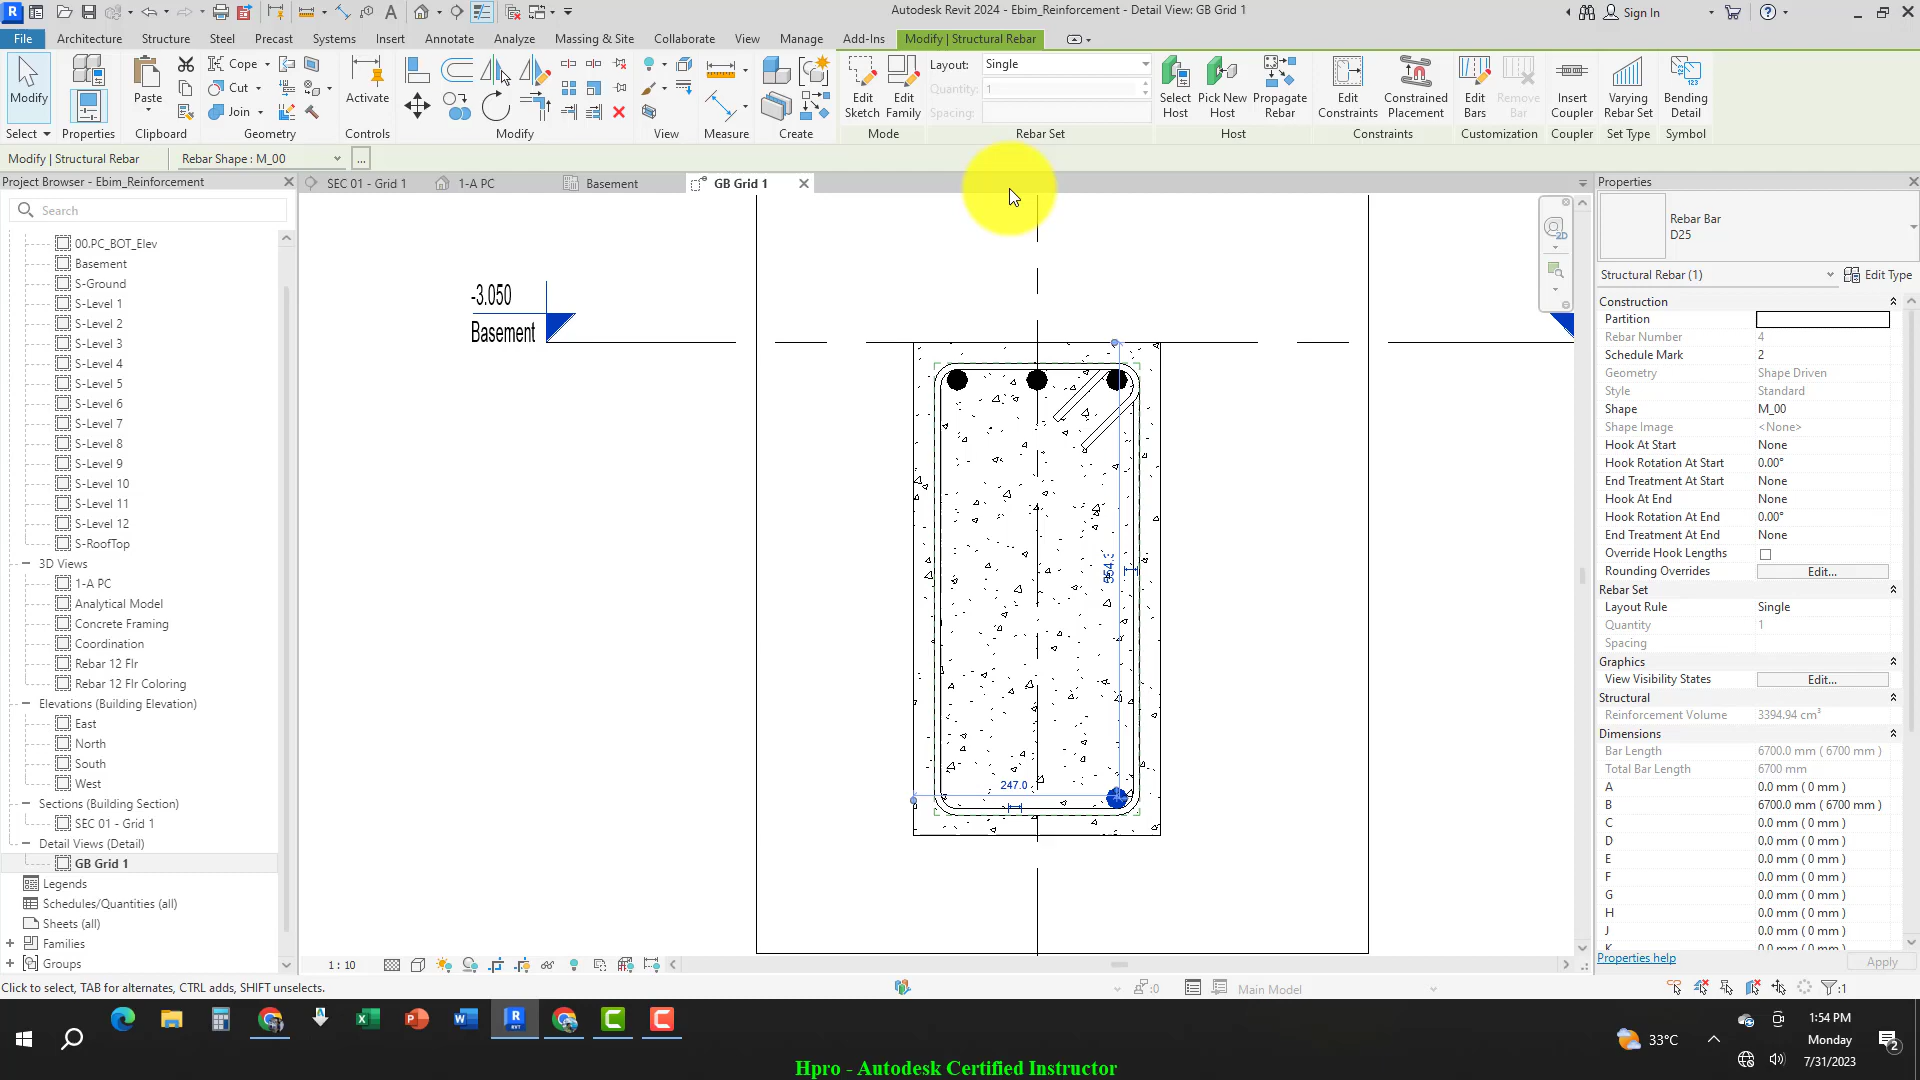 Autodesk Revit 2024 - Ebim_Reinforcement - Detail View: GB Grid 1
Sign In
File Architecture Structure Steel Precast Systems Insert Annotate Analyze Massing & Site Collaborate View Manage Add-Ins Modify | Structural Rebar
Modify
Select
Properties
Paste
Cope
Cut
Join
Clipboard
Geometry
Activate
Controls
Modify
View
Measure
Create
Edit Sketch
Edit Family
Mode
Layout: Single
Quantity: 1
Spacing:
Rebar Set
Select Host
Pick New Host
Propagate Rebar
Host
Edit Constraints
Constrained Placement
Constraints
Edit Bars
Remove Bar
Customization
Insert Coupler
Coupler
Varying Rebar Set
Set Type
Bending Detail
Symbol
Modify | Structural Rebar
Rebar Shape : M_00
...
Project Browser - Ebim_Reinforcement
Search
00.PC_BOT_Elev
Basement
S-Ground
S-Level 1
S-Level 2
S-Level 3
S-Level 4
S-Level 5
S-Level 6
S-Level 7
S-Level 8
S-Level 9
S-Level 10
S-Level 11
S-Level 12
S-RoofTop
3D Views
1-A PC
Analytical Model
Concrete Framing
Coordination
Rebar 12 Flr
Rebar 12 Flr Coloring
Elevations (Building Elevation)
East
North
South
West
Sections (Building Section)
SEC 01 - Grid 1
Detail Views (Detail)
GB Grid 1
Legends
Schedules/Quantities (all)
Sheets (all)
Families
Groups
SEC 01 - Grid 1
1-A PC
Basement
GB Grid 1
-3.050
Basement
247.0
2D
1 : 10
Properties
Rebar Bar
D25
Structural Rebar (1)
Edit Type
Construction
Partition
Rebar Number 4
Schedule Mark 2
Geometry Shape Driven
Style Standard
Shape M_00
Shape Image <None>
Hook At Start None
Hook Rotation At Start 0.00°
End Treatment At Start None
Hook At End None
Hook Rotation At End 0.00°
End Treatment At End None
Override Hook Lengths
Rounding Overrides Edit...
Rebar Set
Layout Rule Single
Quantity 1
Spacing
Graphics
View Visibility States Edit...
Structural
Reinforcement Volume 3394.94 cm³
Dimensions
Bar Length 6700.0 mm ( 6700 mm )
Total Bar Length 6700 mm
A 0.0 mm ( 0 mm )
B 6700.0 mm ( 6700 mm )
C 0.0 mm ( 0 mm )
D 0.0 mm ( 0 mm )
E 0.0 mm ( 0 mm )
F 0.0 mm ( 0 mm )
G 0.0 mm ( 0 mm )
H 0.0 mm ( 0 mm )
J 0.0 mm ( 0 mm )
K 0.0 mm ( 0 mm )
Properties help
Apply
Click to select, TAB for alternates, CTRL adds, SHIFT unselects.
:0
Main Model
:1
33°C
1:54 PM
Monday
7/31/2023
2
Hpro - Autodesk Certified Instructor